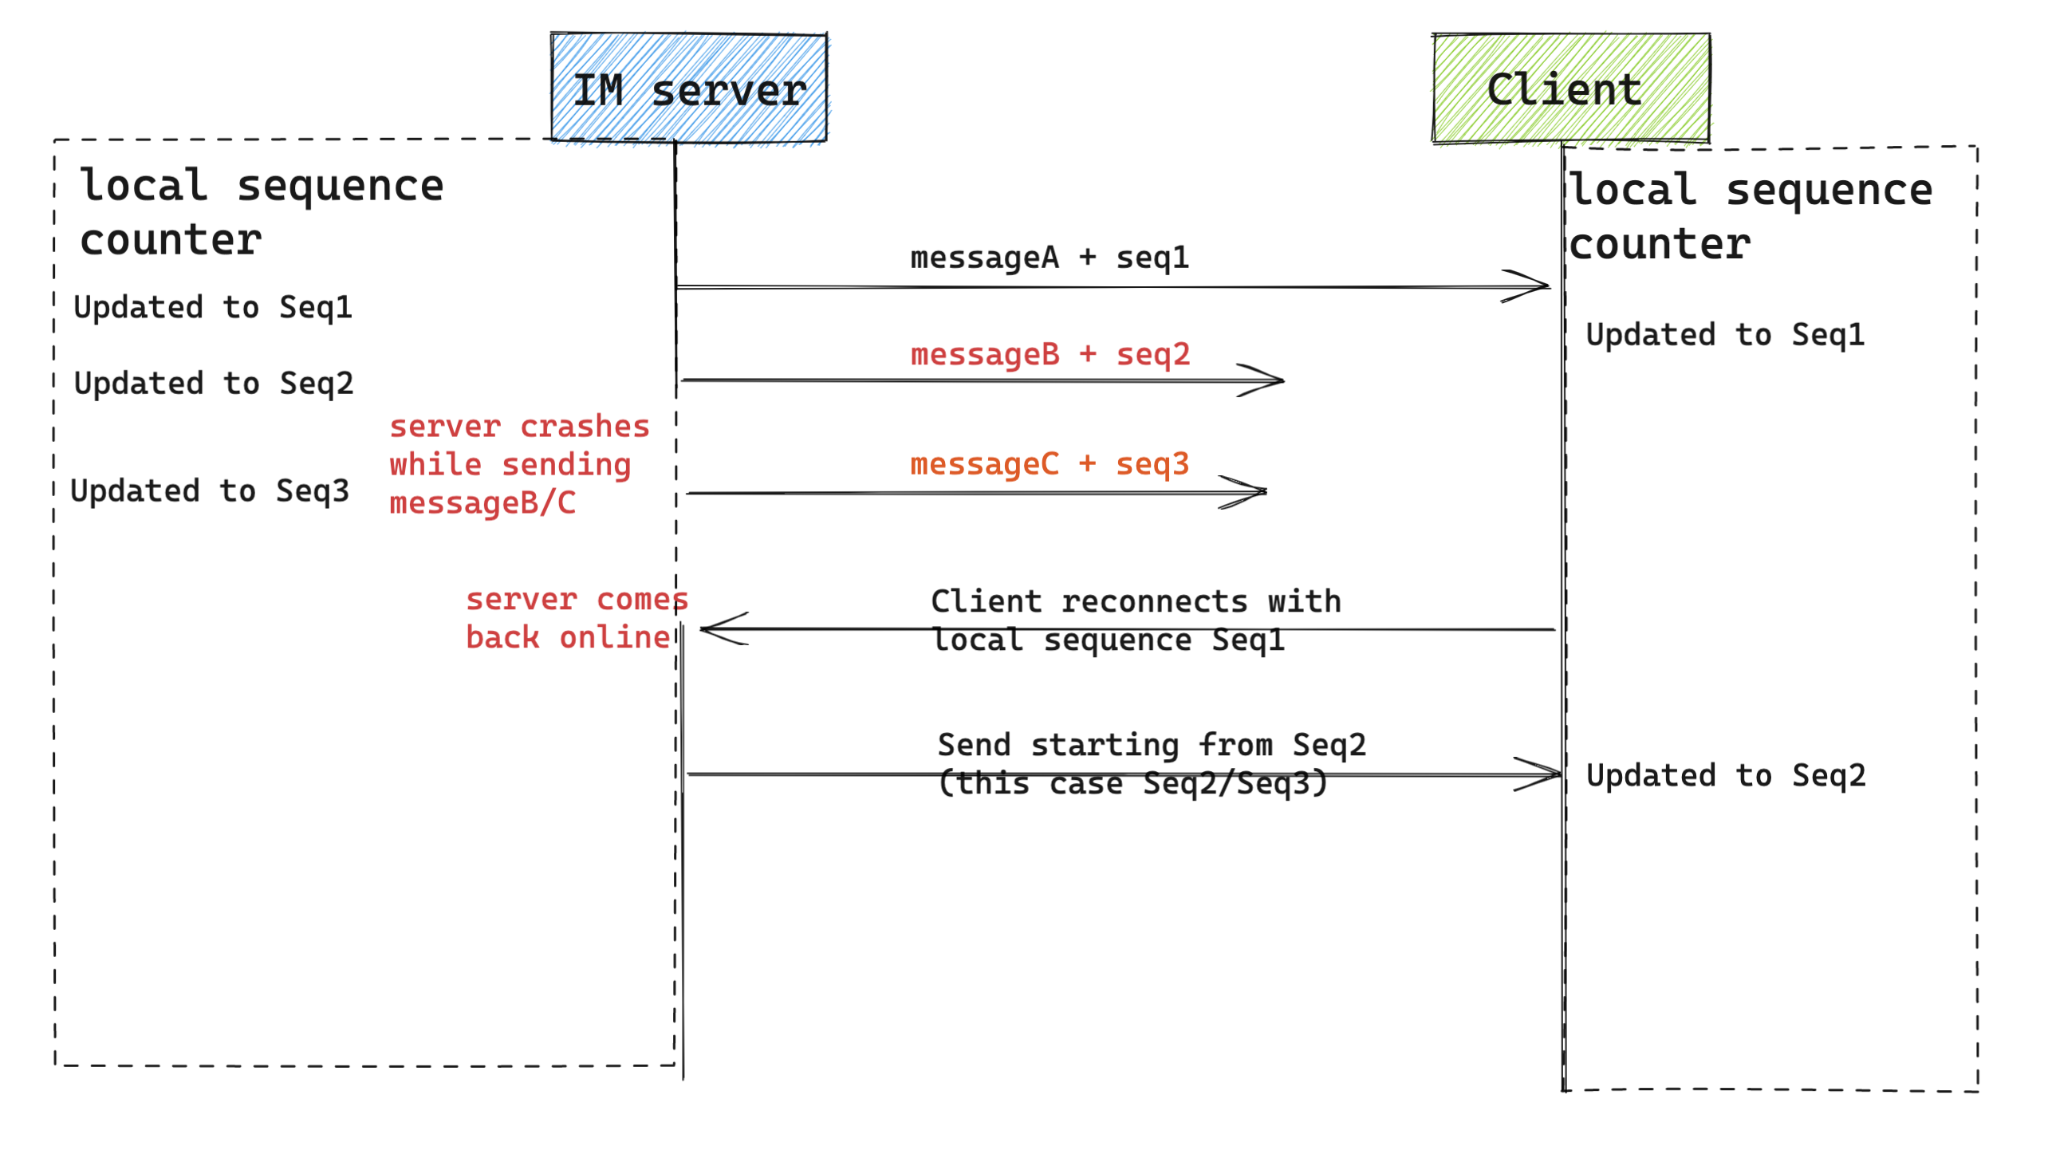 IM server
Client
local sequence
counter
local sequence
counter
messageA + seq1
Updated to Seq1
Updated to Seq1
messageB + seq2
Updated to Seq2
server crashes
while sending
messageB/C
messageC + seq3
Updated to Seq3
server comes
back online
Client reconnects with
local sequence Seq1
Send starting from Seq2
(this case Seq2/Seq3)
Updated to Seq2